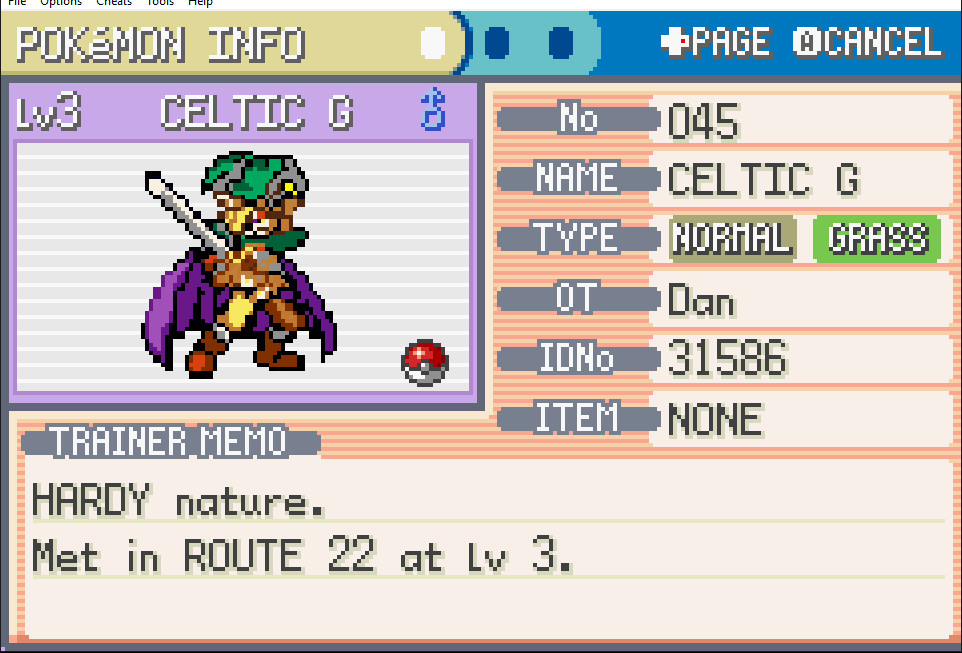 File Options Cheats Tools Help
POKéMON INFO
PAGE ACANCEL
Lv3 CELTIC G ♂
No 045
NAME CELTIC G
TYPE NORMAL GRASS
OT Dan
IDNo 31586
ITEM NONE
TRAINER MEMO
HARDY nature.
Met in ROUTE 22 at Lv 3.